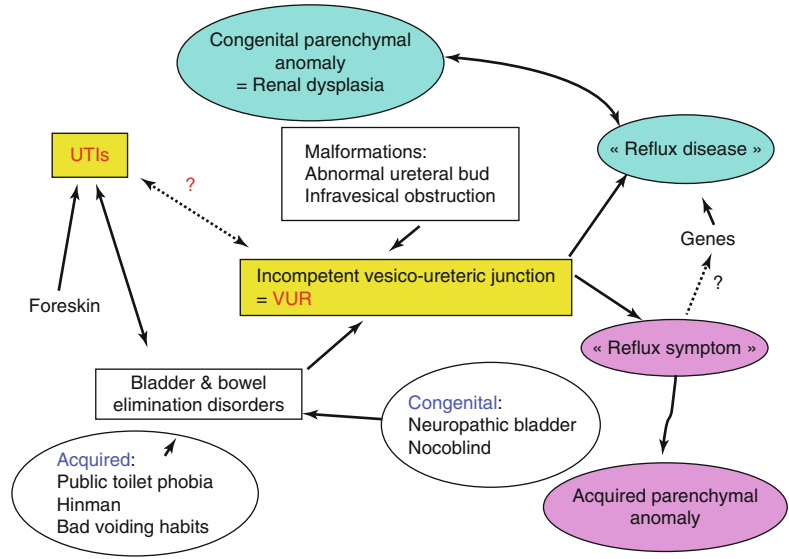 Congenital parenchymal
anomaly
= Renal dysplasia
UTIs
?
Malformations:
Abnormal ureteral bud
Infravesical obstruction
« Reflux disease »
Genes
?
Foreskin
Incompetent vesico-ureteric junction
= VUR
« Reflux symptom »
Bladder & bowel
elimination disorders
Congenital:
Neuropathic bladder
Nocoblind
Acquired:
Public toilet phobia
Hinman
Bad voiding habits
Acquired parenchymal
anomaly